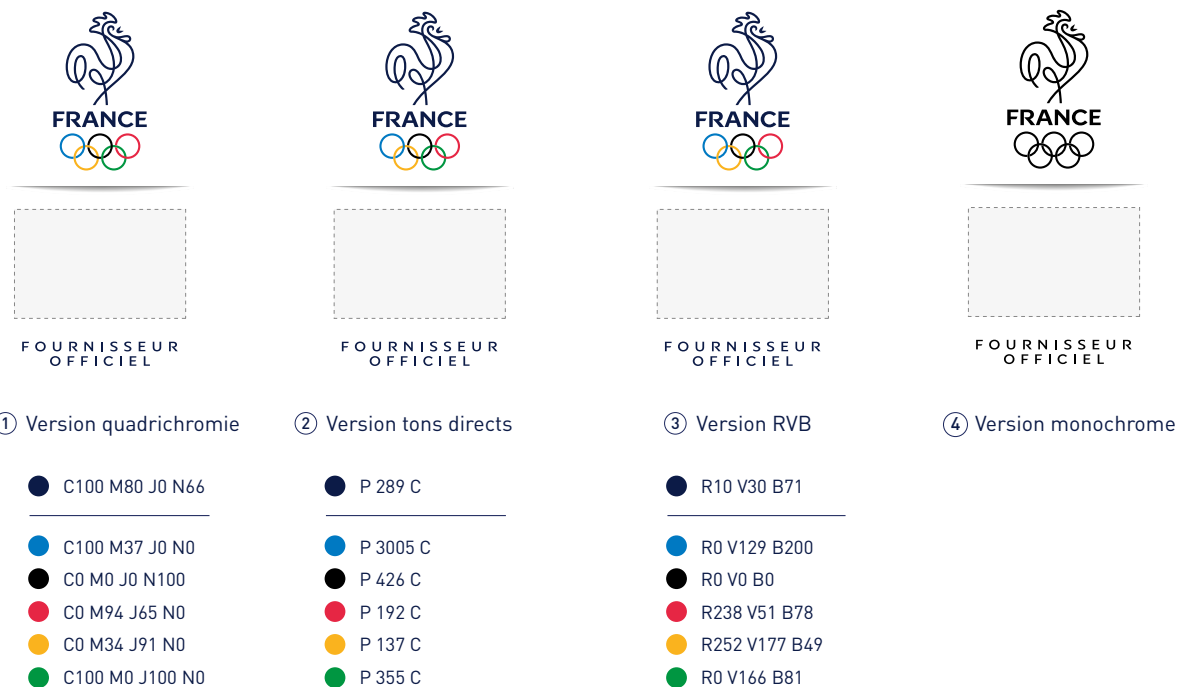 FRANCE
FOURNISSEUR
OFFICIEL
1 Version quadrichromie
C100 M80 J0 N66
C100 M37 J0 N0
C0 M0 J0 N100
C0 M94 J65 N0
C0 M34 J91 N0
C100 M0 J100 N0
FRANCE
FOURNISSEUR
OFFICIEL
2 Version tons directs
P 289 C
P 3005 C
P 426 C
P 192 C
P 137 C
P 355 C
FRANCE
FOURNISSEUR
OFFICIEL
3 Version RVB
R10 V30 B71
R0 V129 B200
R0 V0 B0
R238 V51 B78
R252 V177 B49
R0 V166 B81
FRANCE
FOURNISSEUR
OFFICIEL
4 Version monochrome